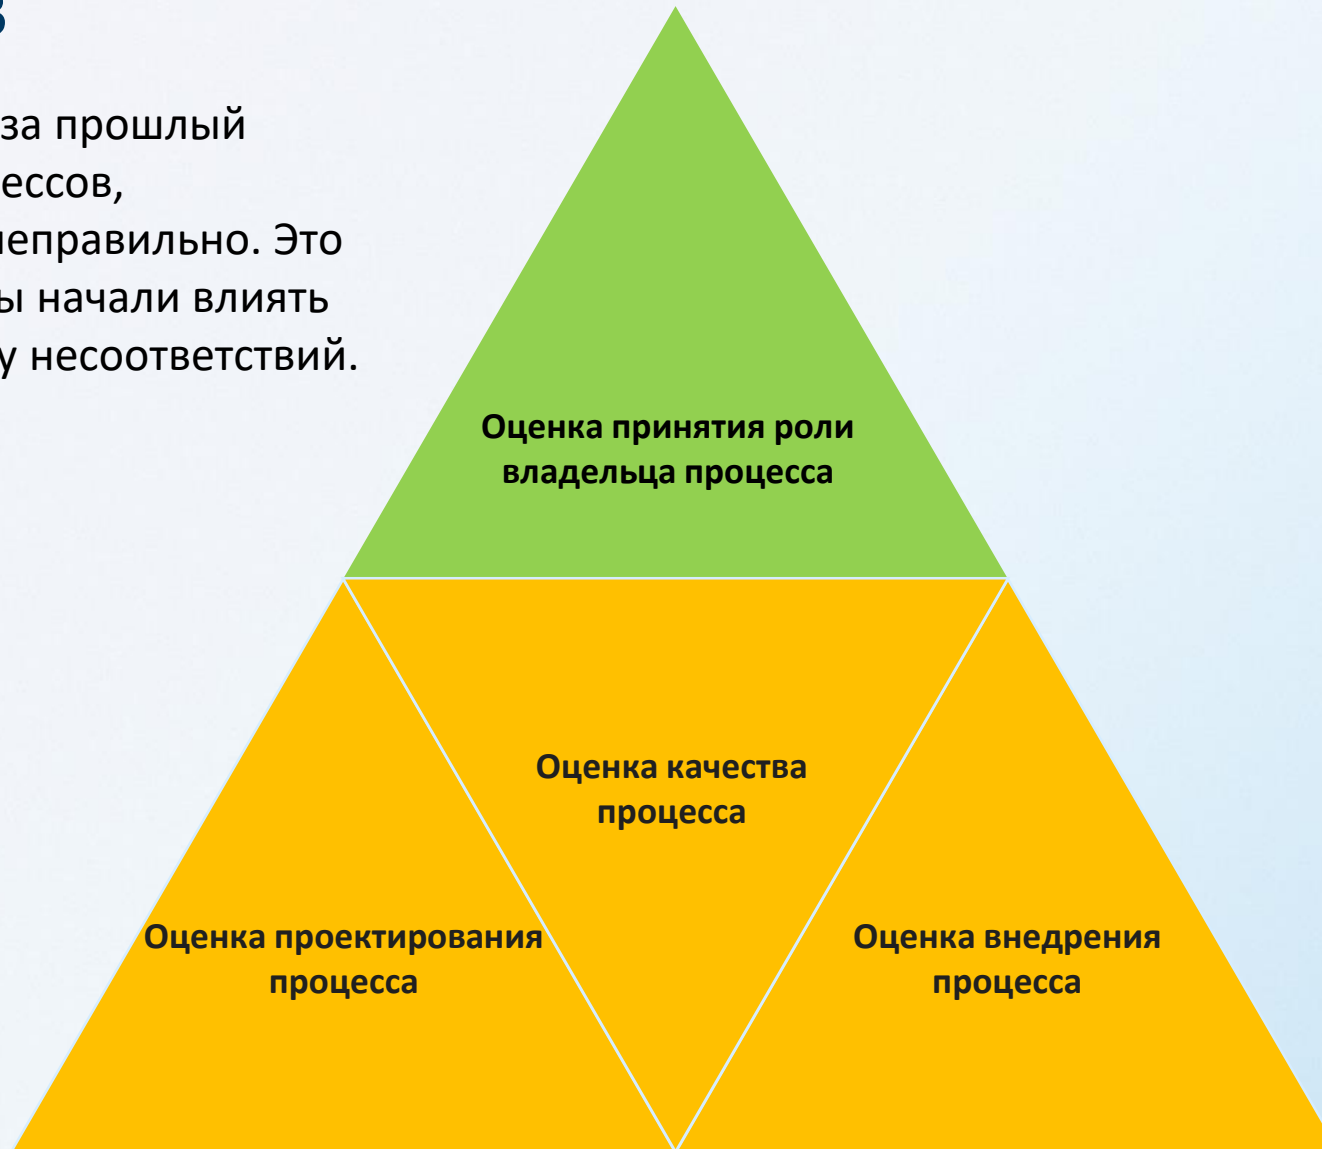 в
за прошлый
ессов,
неправильно. Это
ы начали влиять
у несоответствий.
Оценка принятия роли
владельца процесса
Оценка качества
процесса
Оценка проектирования
процесса
Оценка внедрения
процесса